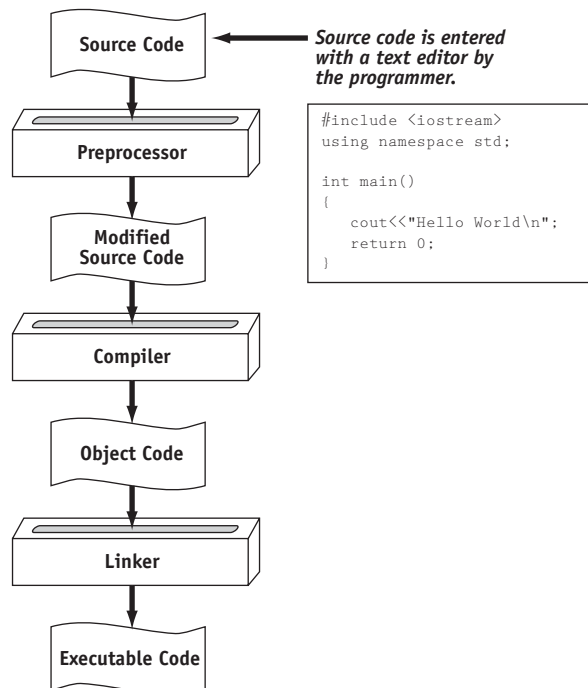 Source Code
Source code is entered
with a text editor by
the programmer.
#include <iostream>
using namespace std;
int main()
{
cout<<"Hello World\n";
return 0;
}
Preprocessor
Modified
Source Code
Compiler
Object Code
Linker
Executable Code